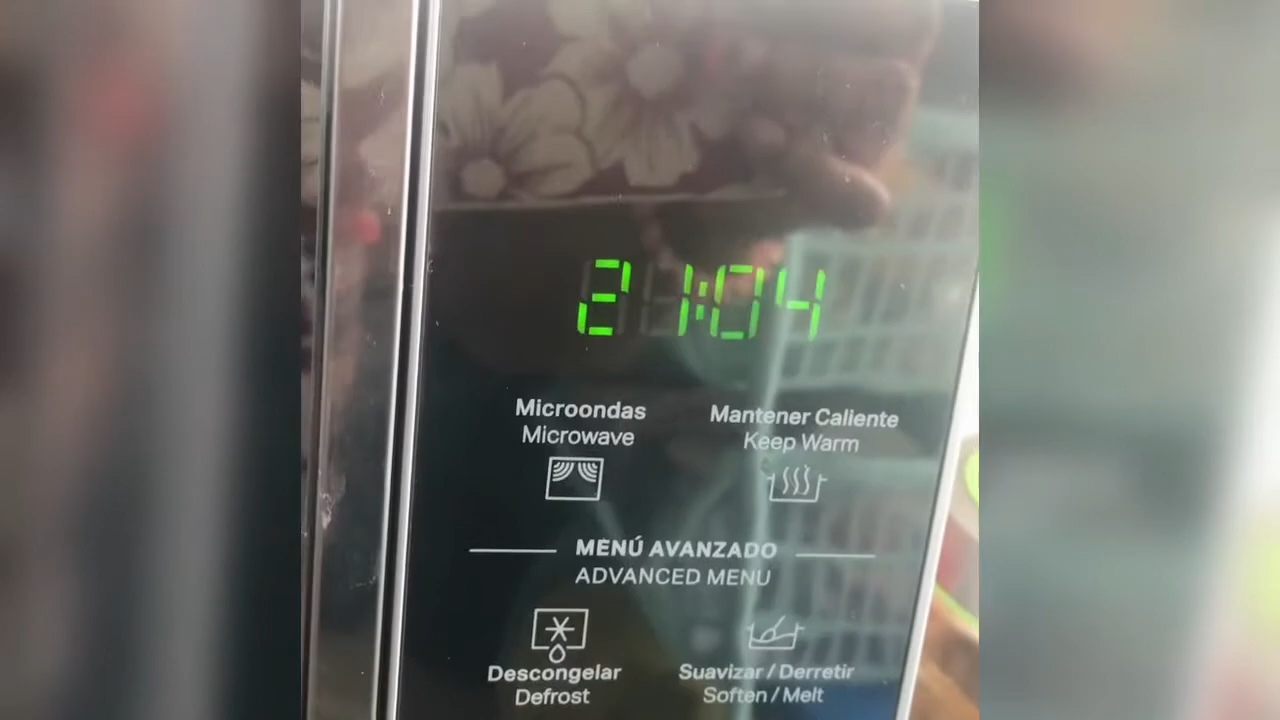 21:04
Microondas
Microwave
Mantener Caliente
Keep Warm
MENÚ AVANZADO
ADVANCED MENU
Descongelar
Defrost
Suavizar / Derretir
Soften / Melt